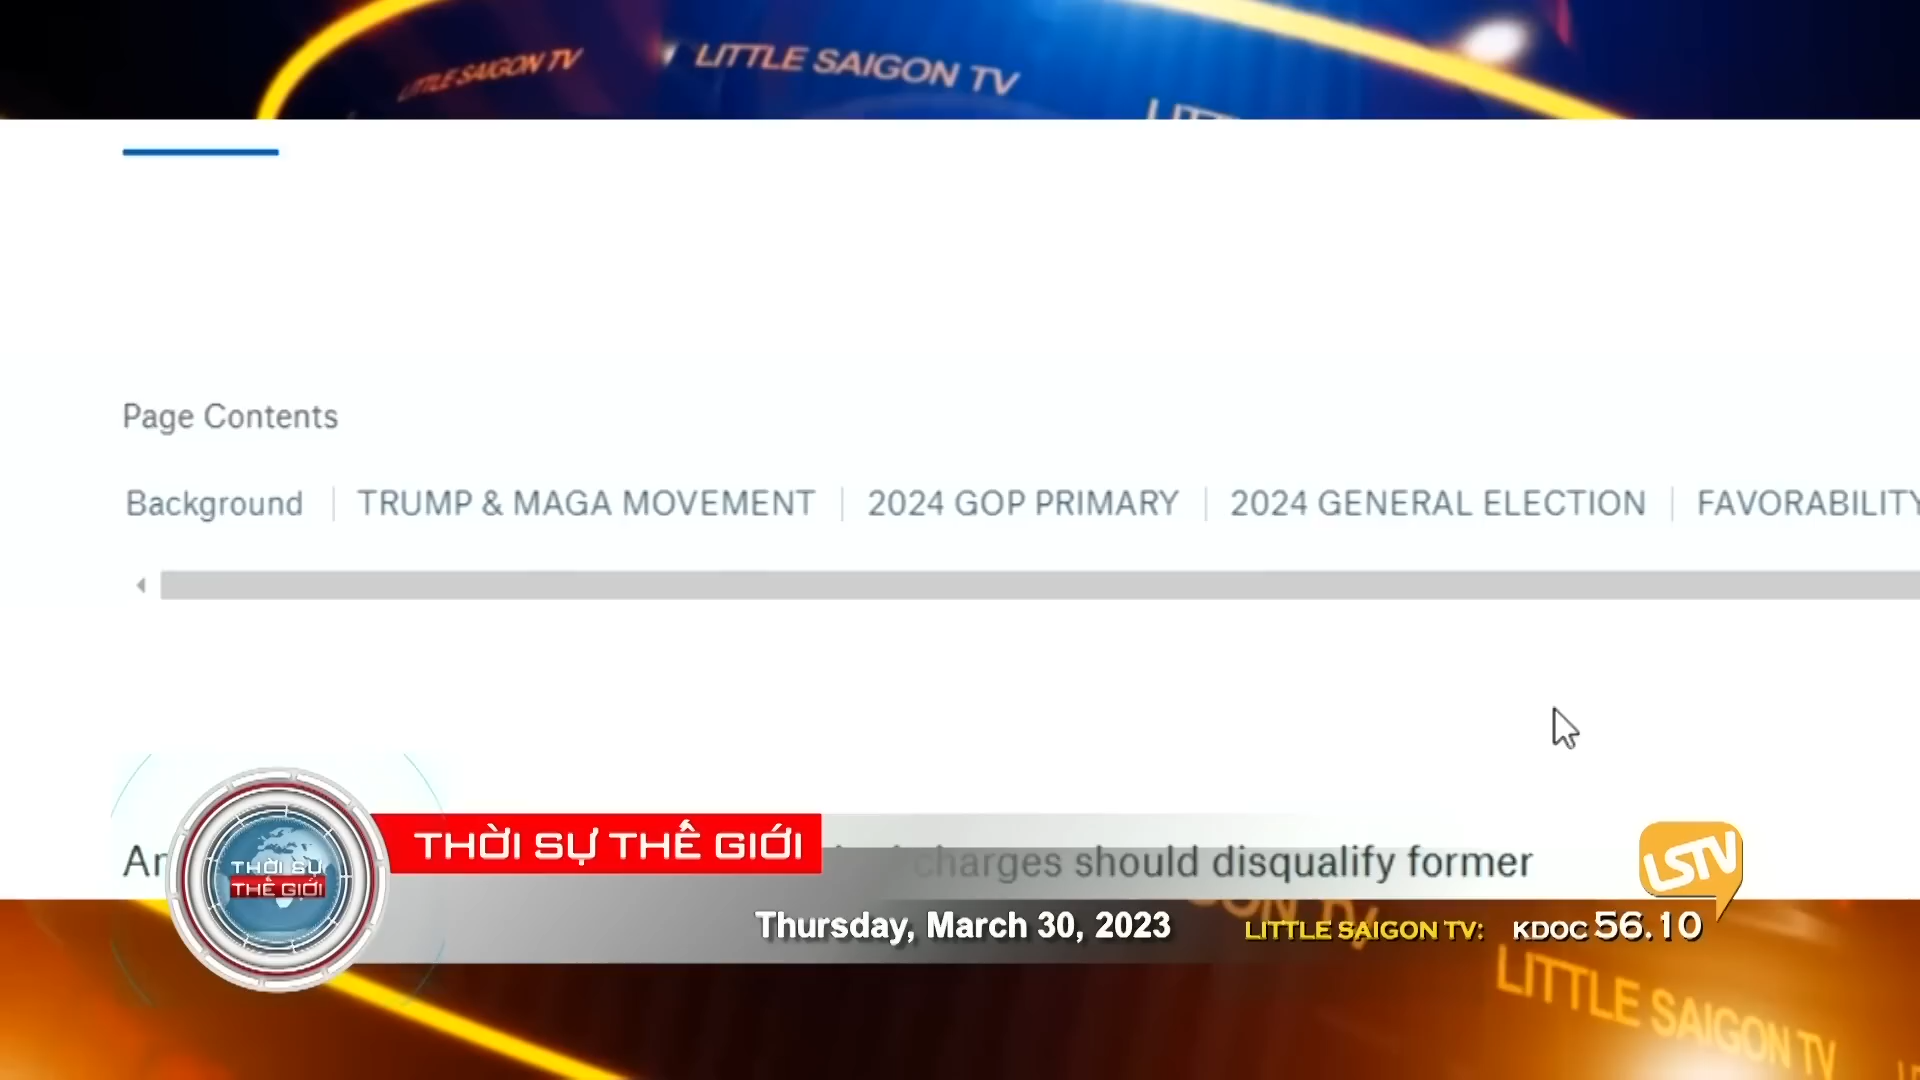 LITTLE SAIGON TV
LITTLE SAIGON TV
Page Contents
Background
TRUMP & MAGA MOVEMENT
2024 GOP PRIMARY
2024 GENERAL ELECTION
FAVORABILITY
THỜI SỰ THẾ GIỚI
charges should disqualify former
THỜI SỰ
THẾ GIỚI
LSTV
Thursday, March 30, 2023
LITTLE SAIGON TV: KDOC 56.10
LITTLE SAIGON TV